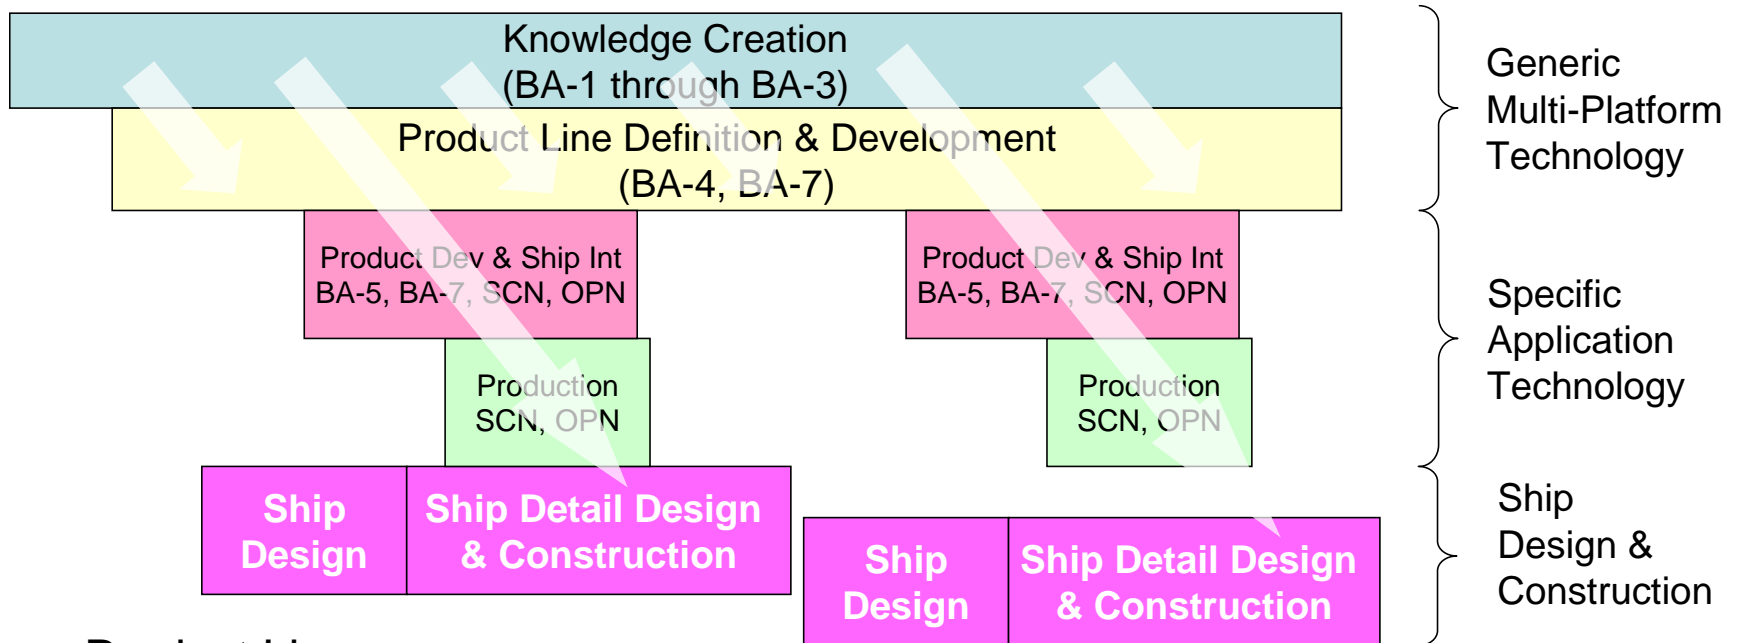 Knowledge Creation
(BA-1 through BA-3)
Product Line Definition & Development
(BA-4, BA-7)
Generic
Multi-Platform
Technology
Product Dev & Ship Int
BA-5, BA-7, SCN, OPN
Product Dev & Ship Int
BA-5, BA-7, SCN, OPN
Production
SCN, OPN
Production
SCN, OPN
Specific
Application
Technology
Ship
Design
Ship Detail Design
& Construction
Ship
Design
Ship Detail Design
& Construction
Ship
Design &
Construction